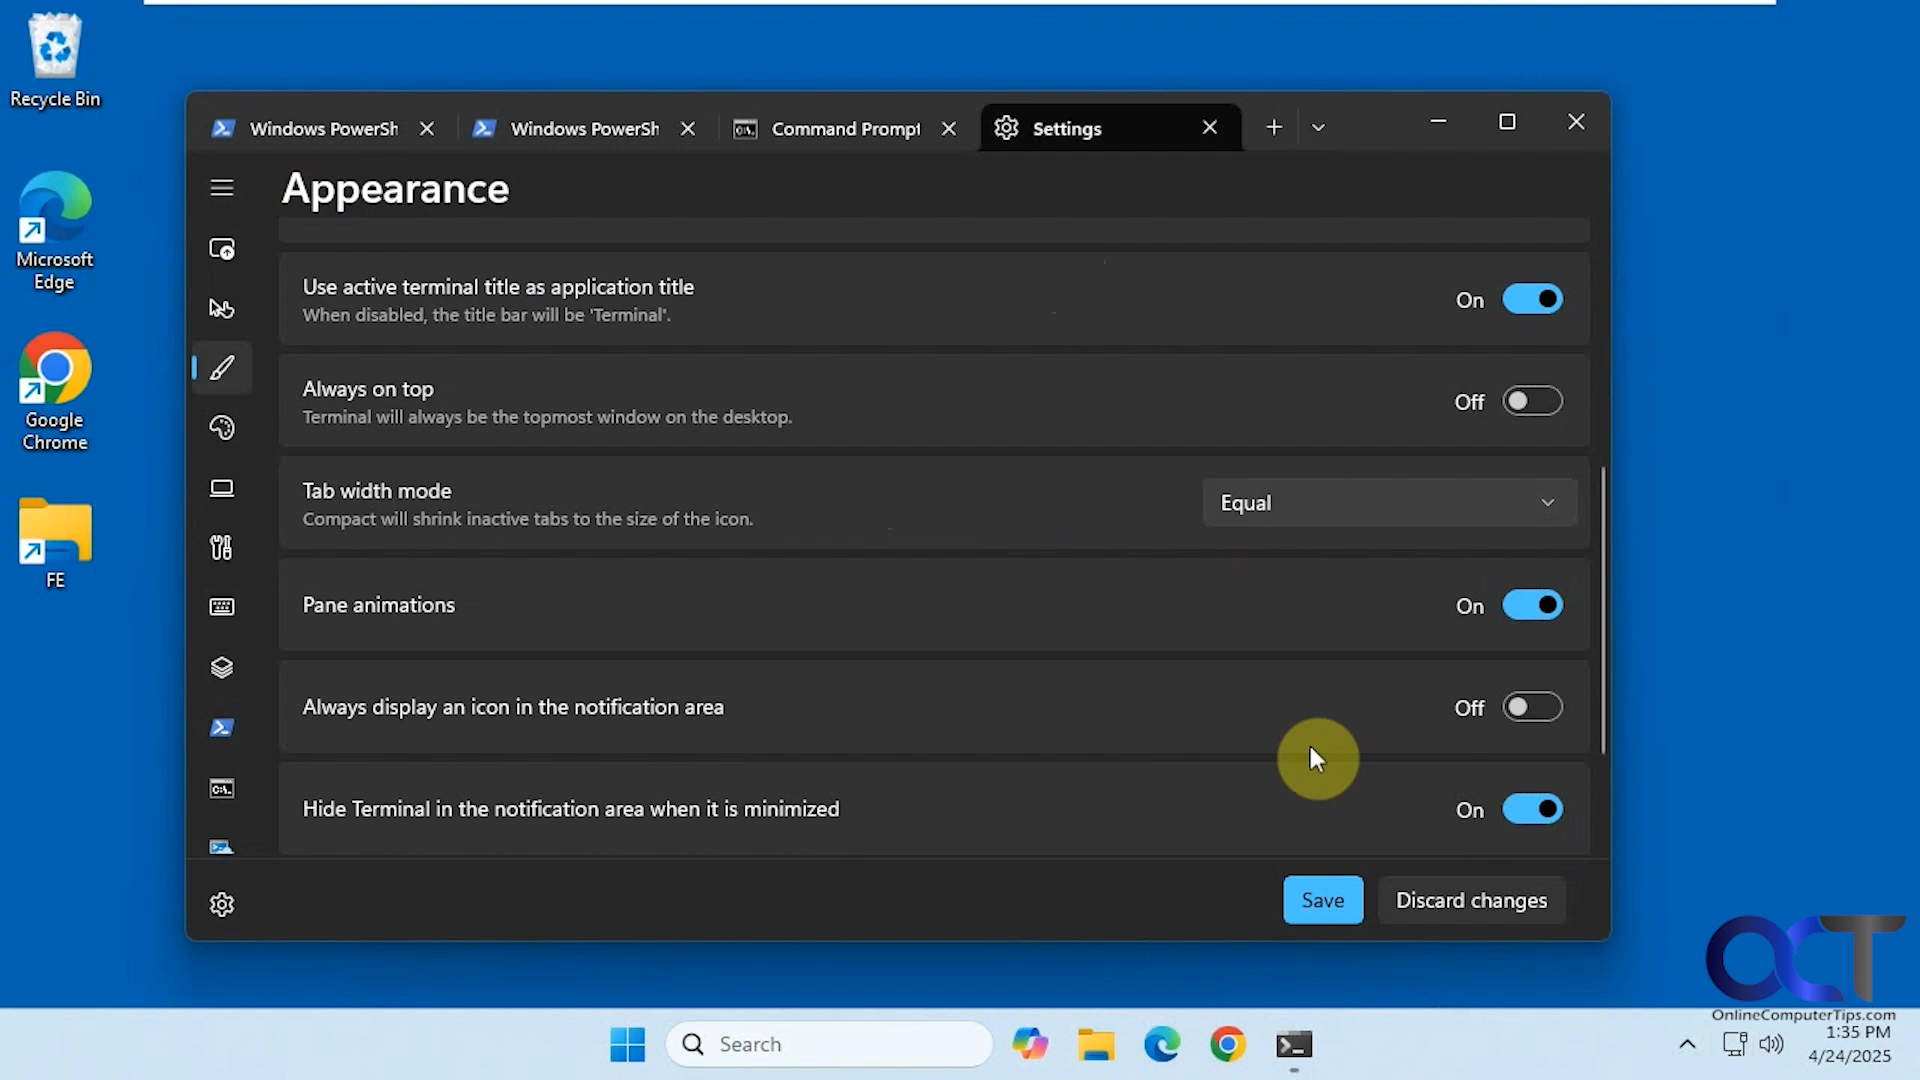 Recycle Bin
Microsoft
Edge
Google
Chrome
FE
Windows PowerSh
Windows PowerSh
Command Prompt
Settings
Appearance
Use active terminal title as application title
When disabled, the title bar will be 'Terminal'.
On
Always on top
Terminal will always be the topmost window on the desktop.
Off
Tab width mode
Compact will shrink inactive tabs to the size of the icon.
Equal
Pane animations
On
Always display an icon in the notification area
Off
Hide Terminal in the notification area when it is minimized
On
Save
Discard changes
OCT
OnlineComputerTips.com
Search
1:35 PM
4/24/2025